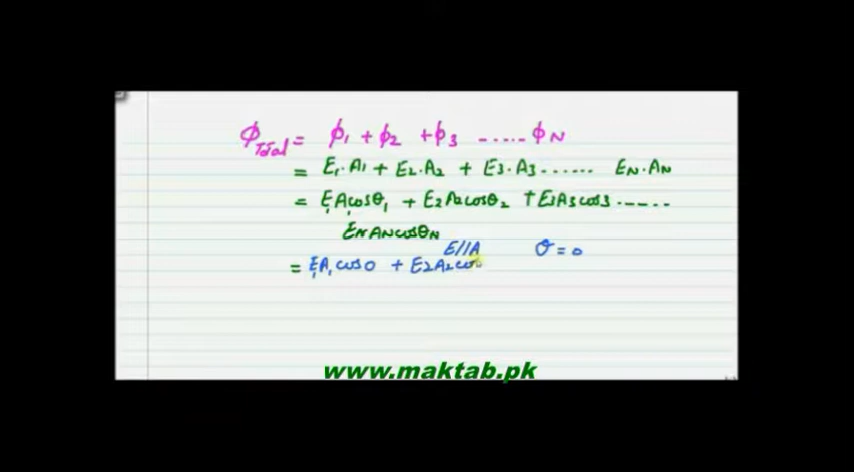 ϕTotal = ϕ1 + ϕ2 + ϕ3 ..... ϕN
= E1.A1 + E2.A2 + E3.A3 ...... EN.AN
= E1A1cosθ1 + E2A2cosθ2 + E3A3cos3 .....
ENANcosθN
E//A θ = 0
= E1A1cos0 + E2A2cos
www.maktab.pk